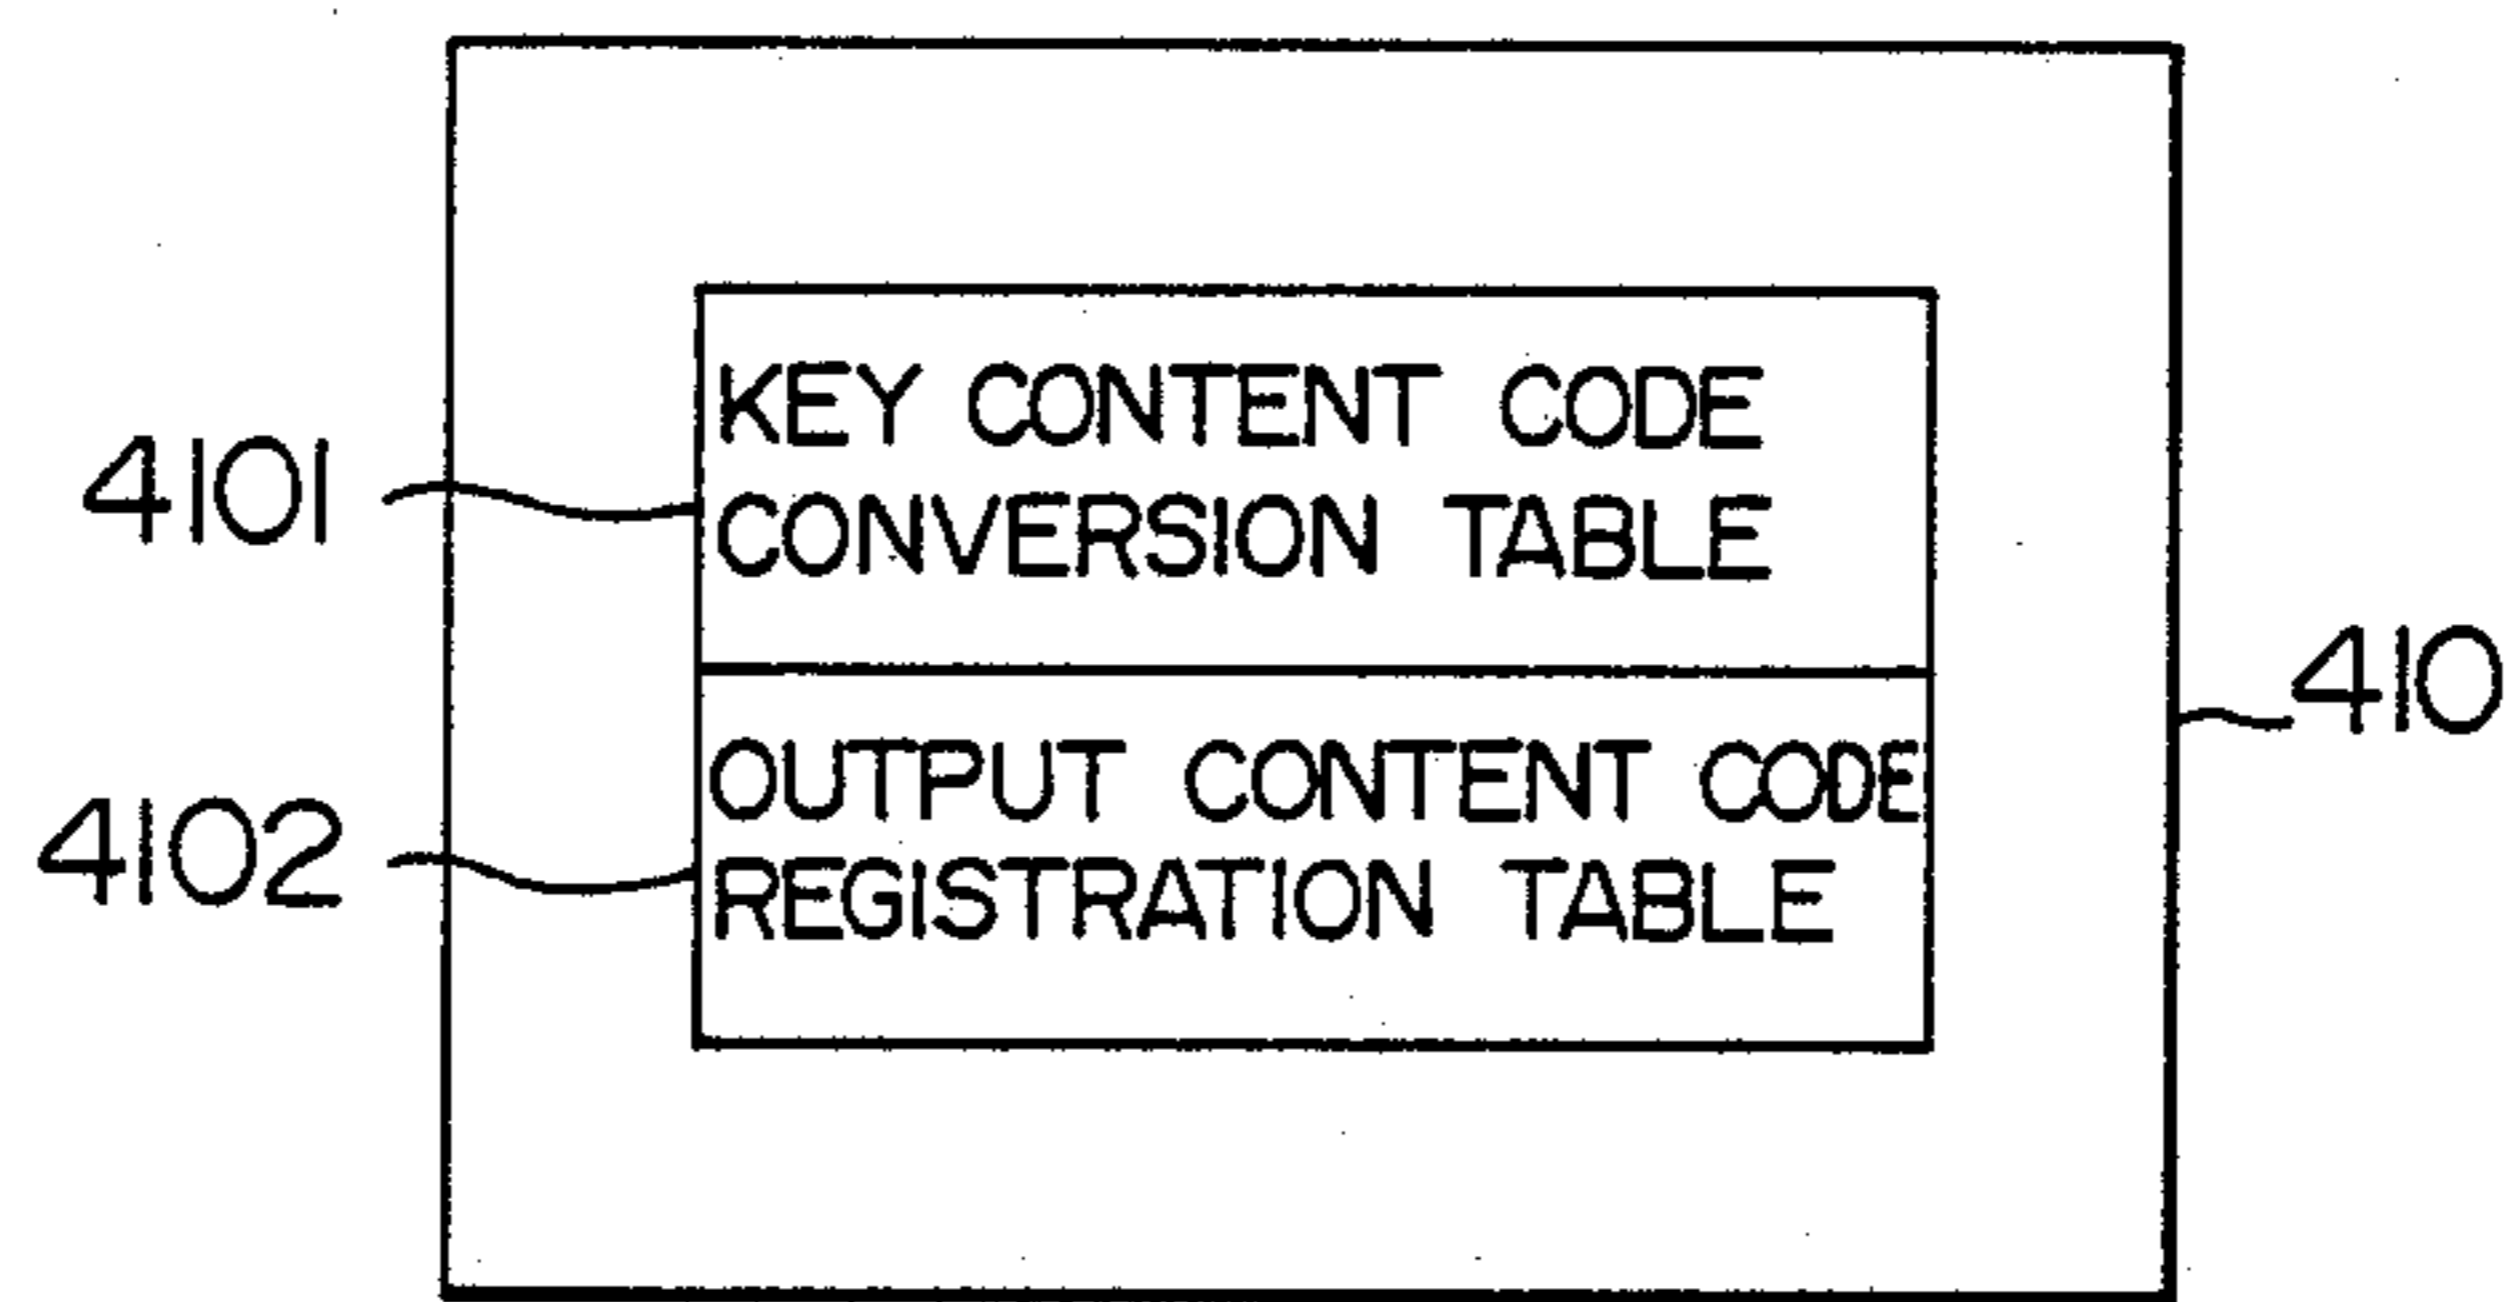 KEY CONTENT CODE
CONVERSION TABLE
4101
410
OUTPUT CONTENT CODE
REGISTRATION TABLE
4102